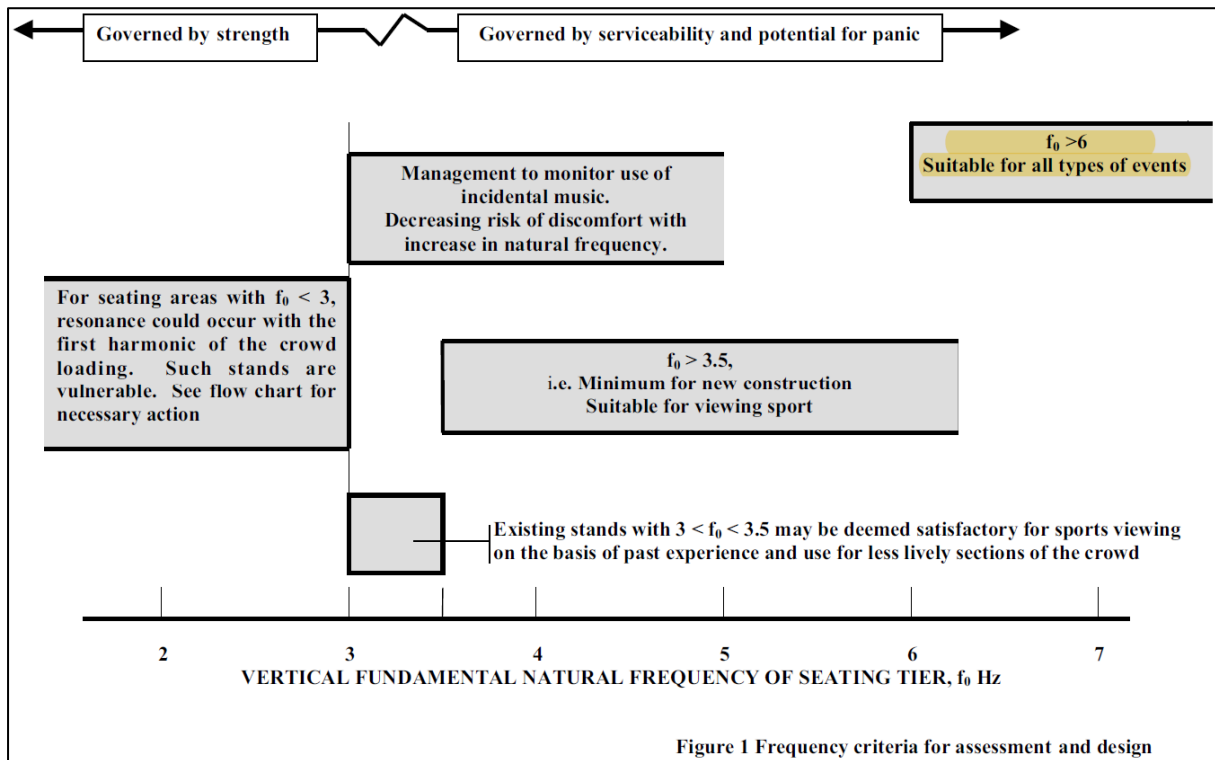 Governed by strength
Governed by serviceability and potential for panic
f₀ >6
Suitable for all types of events
Management to monitor use of
incidental music.
Decreasing risk of discomfort with
increase in natural frequency.
For seating areas with f₀ < 3,
resonance could occur with the
first harmonic of the crowd
loading. Such stands are
vulnerable. See flow chart for
necessary action
f₀ > 3.5,
i.e. Minimum for new construction
Suitable for viewing sport
Existing stands with 3 < f₀ < 3.5 may be deemed satisfactory for sports viewing
on the basis of past experience and use for less lively sections of the crowd
2 3 4 5 6 7
VERTICAL FUNDAMENTAL NATURAL FREQUENCY OF SEATING TIER, f₀ Hz
Figure 1 Frequency criteria for assessment and design